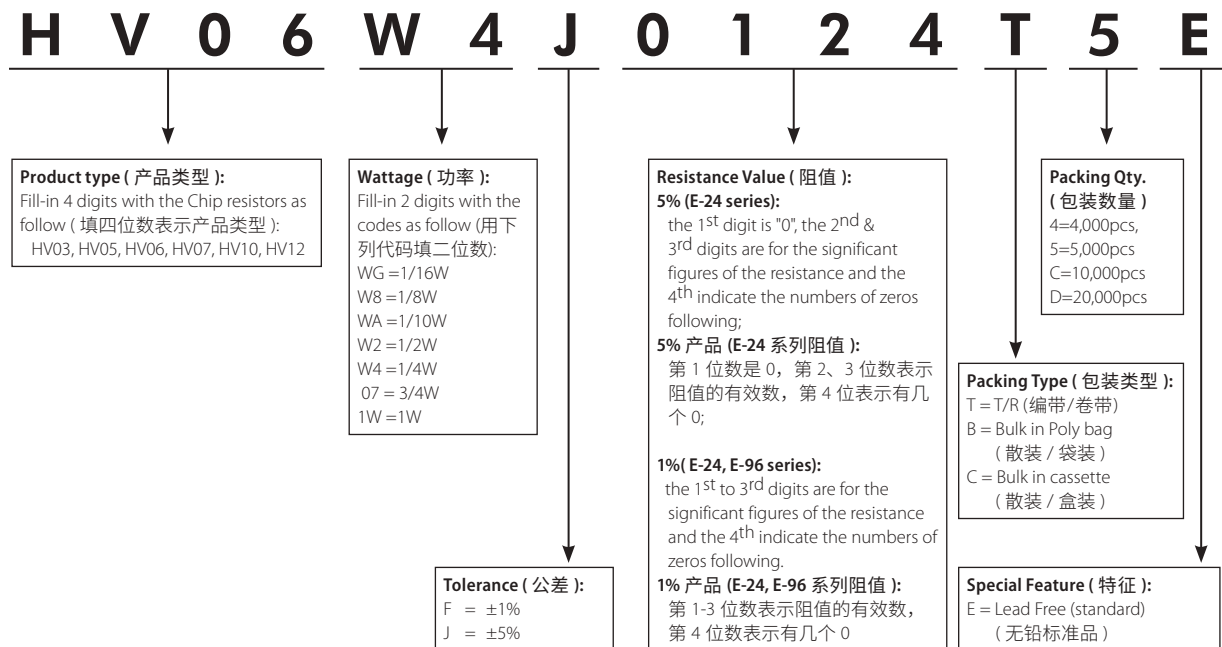 H V 0 6 W 4 J 0 1 2 4 T 5 E
Product type ( 产品类型 ):
Fill-in 4 digits with the Chip resistors as
follow ( 填四位数表示产品类型 ):
HV03, HV05, HV06, HV07, HV10, HV12
Wattage ( 功率 ):
Fill-in 2 digits with the
codes as follow (用下
列代码填二位数):
WG =1/16W
W8 =1/8W
WA =1/10W
W2 =1/2W
W4 =1/4W
07 = 3/4W
1W =1W
Tolerance ( 公差 ):
F = ±1%
J = ±5%
Resistance Value ( 阻值 ):
5% (E-24 series):
the 1st digit is "0", the 2nd &
3rd digits are for the significant
figures of the resistance and the
4th indicate the numbers of zeros
following;
5% 产品 (E-24 系列阻值 ):
第 1 位数是 0，第 2、3 位数表示
阻值的有效数，第 4 位表示有几
个 0;
1%( E-24, E-96 series):
the 1st to 3rd digits are for the
significant figures of the resistance
and the 4th indicate the numbers of
zeros following.
1% 产品 (E-24, E-96 系列阻值 ):
第 1-3 位数表示阻值的有效数，
第 4 位数表示有几个 0
Packing Qty.
( 包装数量 )
4=4,000pcs,
5=5,000pcs
C=10,000pcs
D=20,000pcs
Packing Type ( 包装类型 ):
T = T/R (编带/卷带)
B = Bulk in Poly bag
( 散装 / 袋装 )
C = Bulk in cassette
( 散装 / 盒装 )
Special Feature ( 特征 ):
E = Lead Free (standard)
( 无铅标准品 )